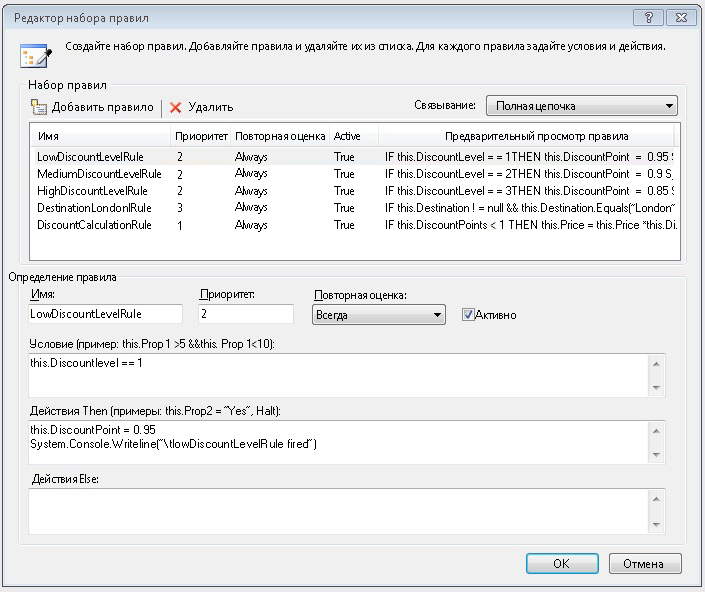 Редактор набора правил
Создайте набор правил. Добавляйте правила и удаляйте их из списка. Для каждого правила задайте условия и действия.
Набор правил
Добавить правило Удалить Связывание: Полная цепочка
Имя Приоритет Повторная оценка Active Предварительный просмотр правила
LowDiscountLevelRule 2 Always True IF this.DiscountLevel = = 1THEN this.DiscountPoint = 0.95 S
MediumDiscountLevelRule 2 Always True IF this.DiscountLevel = = 2THEN this.DiscountPoint = 0.9 S
HighDiscountLevelRule 2 Always True IF this.DiscountLevel = = 3THEN this.DiscountPoint = 0.85 S
DestinationLondonlRule 3 Always True IF this.Destination ! = null && this.Destination.Equals("London"
DiscountCalculationRule 1 Always True IF this.DiscountPoints < 1 THEN this.Price = this.Price *this.Di.
Определение правила
Имя: Приоритет: Повторная оценка:
LowDiscountLevelRule 2 Всегда Активно
Условие (пример: this.Prop1 >5 &&this. Prop 1<10):
this.Discountlevel == 1
Действия Then (примеры: this.Prop2 = "Yes", Halt):
this.DiscountPoint = 0.95
System.Console.Writeline("\tlowDiscountLevelRule fired")
Действия Else:
OK Отмена